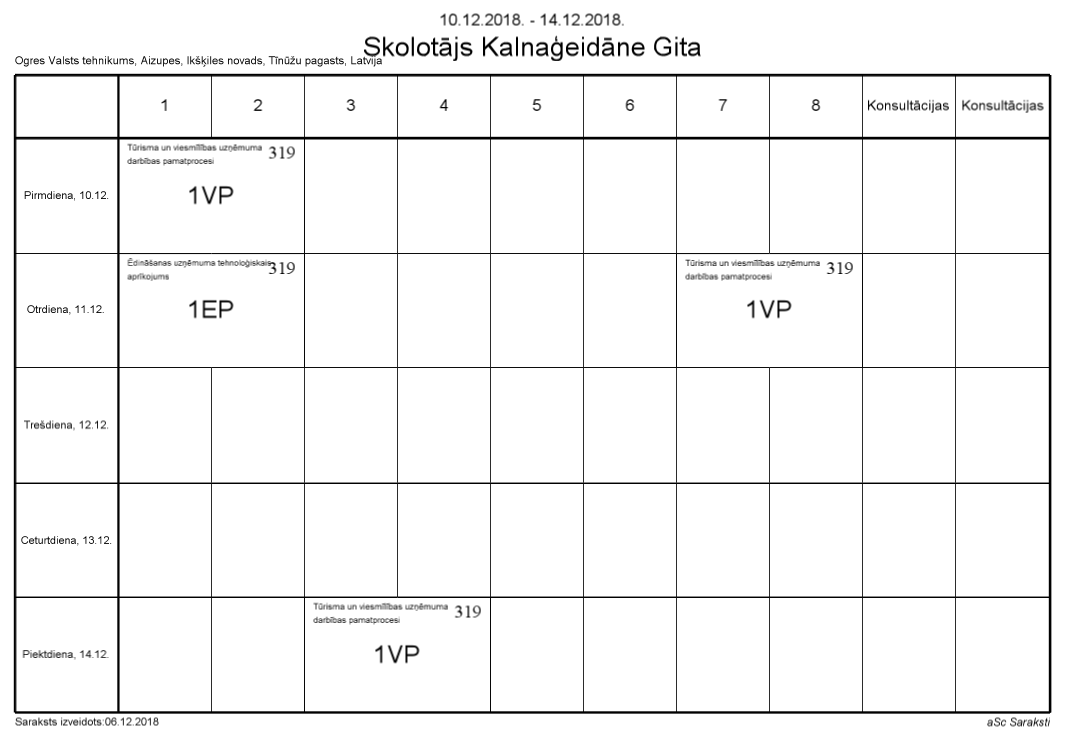 10.12.2018. - 14.12.2018.
Skolotājs Kalnaģeidāne Gita
Ogres Valsts tehnikums, Aizupes, Ikšķiles novads, Tīnūžu pagasts, Latvija
1 2 3 4 5 6 7 8 Konsultācijas Konsultācijas
Pirmdiena, 10.12.
Tūrisma un viesmīlības uzņēmuma
darbības pamatprocesi
319
1VP
Otrdiena, 11.12.
Ēdināšanas uzņēmuma tehnoloģiskais
aprīkojums
319
1EP
Tūrisma un viesmīlības uzņēmuma
darbības pamatprocesi
319
1VP
Trešdiena, 12.12.
Ceturtdiena, 13.12.
Piektdiena, 14.12.
Tūrisma un viesmīlības uzņēmuma
darbības pamatprocesi
319
1VP
Saraksts izveidots:06.12.2018
aSc Saraksti